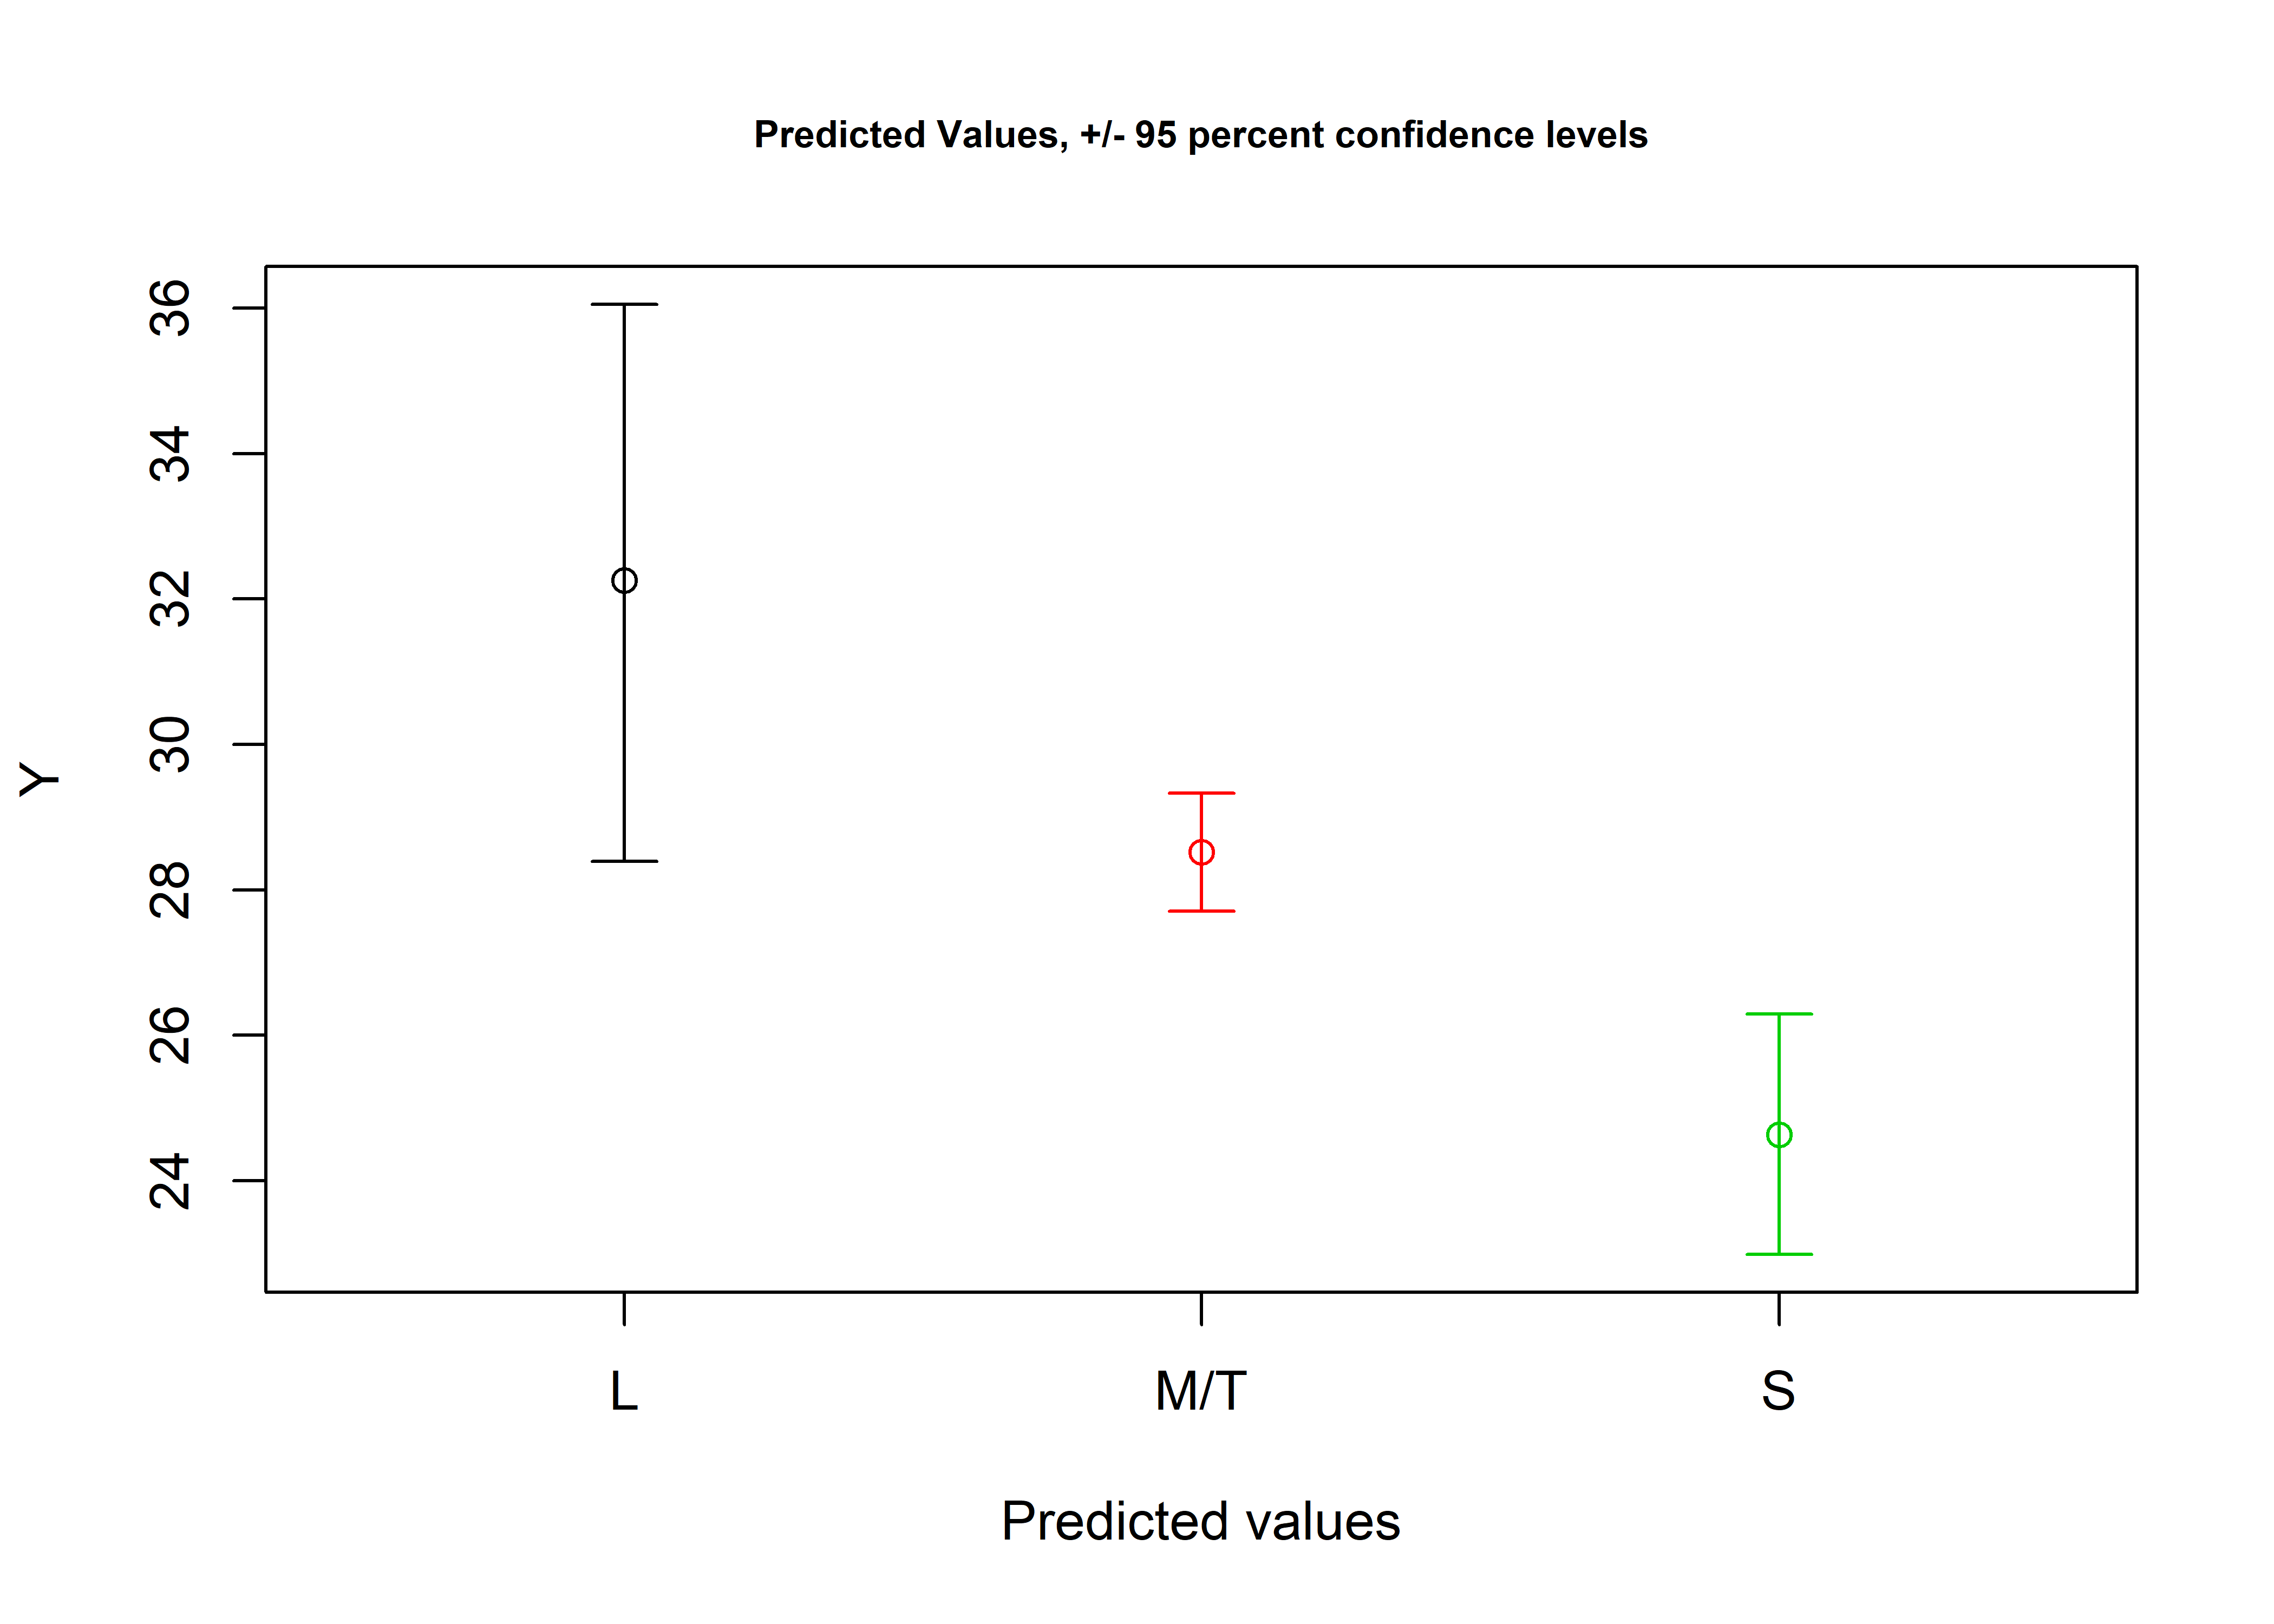 Predicted Values, +/- 95 percent confidence levels
Y
36
34
32
30
28
26
24
L
M/T
S
Predicted values